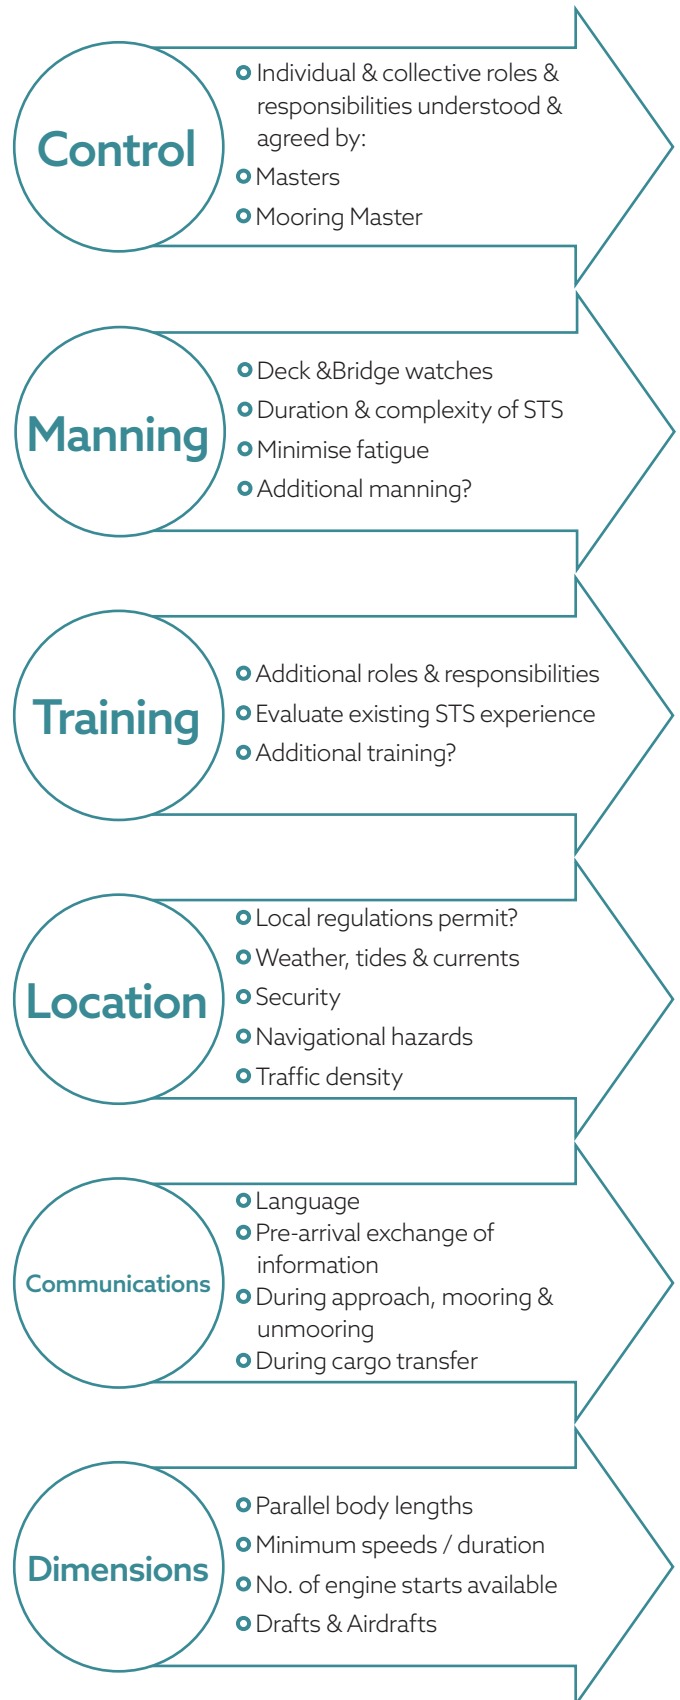 Control
Individual & collective roles &
responsibilities understood &
agreed by:
Masters
Mooring Master
Manning
Deck &Bridge watches
Duration & complexity of STS
Minimise fatigue
Additional manning?
Training
Additional roles & responsibilities
Evaluate existing STS experience
Additional training?
Location
Local regulations permit?
Weather, tides & currents
Security
Navigational hazards
Traffic density
Communications
Language
Pre-arrival exchange of
information
During approach, mooring &
unmooring
During cargo transfer
Dimensions
Parallel body lengths
Minimum speeds / duration
No. of engine starts available
Drafts & Airdrafts